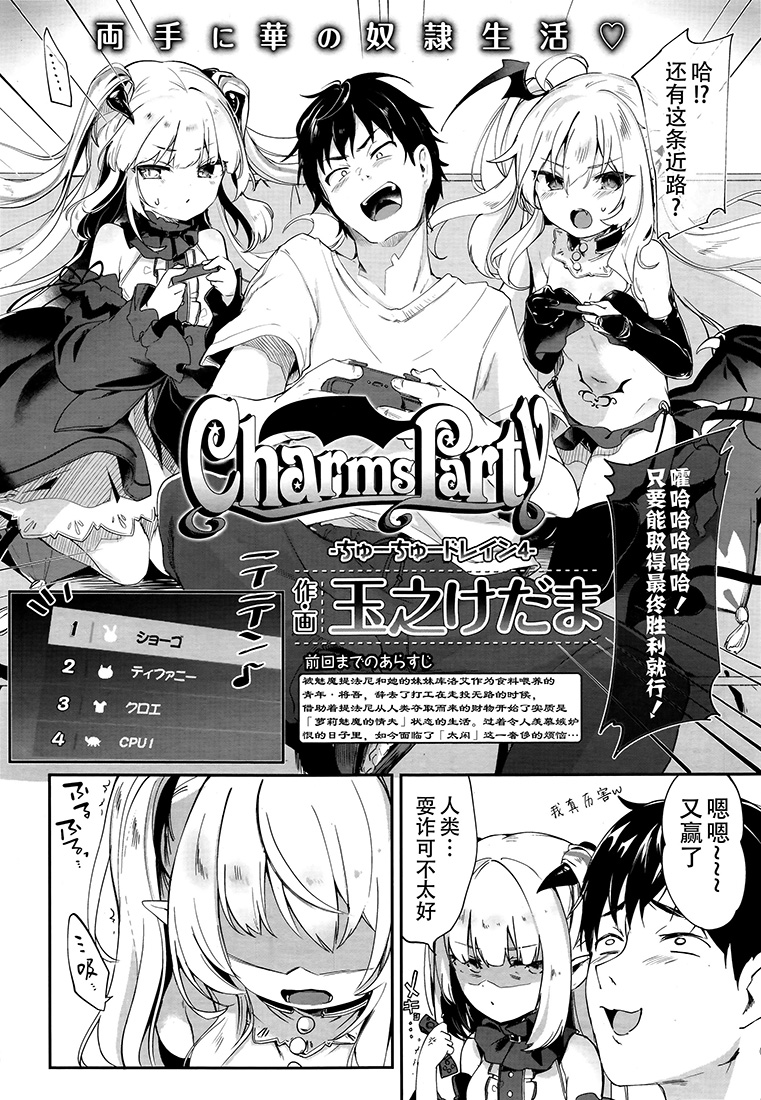 両手に華の奴隷生活♡
哈!?
还有这条近路?
……
Charms Party
-ちゅーちゅードレイン4-
作・画 玉之けだま
嚯哈哈哈哈哈!
只要能取得最终胜利就行!
前回までのあらすじ
被魅魔提法尼和她的妹妹库洛艾作为食料喂养的
青年·将吾，辞去了打工在走投无路的时候，
借助着提法尼从人类夺取而来的财物开始了实质是
「萝莉魅魔的情夫」状态的生活。过着令人羡慕嫉妒
恨的日子里，如今面临了「太闲」这一奢侈的烦恼…
テイテン♪
1 ショーゴ
2 ティファニー
3 クロエ
4 CPU1
嗯嗯~~~
又赢了
我真厉害w
人类…
耍诈可不太好
メキョ
ぷるぷる
…吸